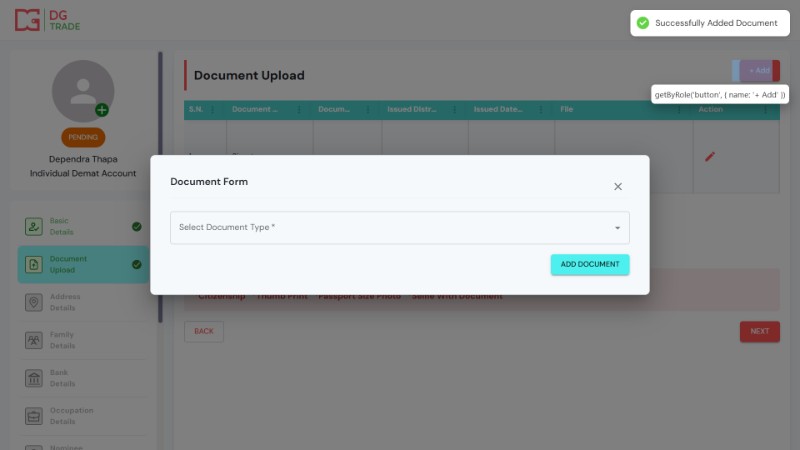 DG
TRADE
Successfully Added Document
Document Upload
+ Add
getByRole('button', { name: '+ Add' })
S.N.
Document ...
Docum...
Issued Distr...
Issued Date...
File
Action
PENDING
Dependra Thapa
Individual Demat Account
Document Form
Select Document Type *
ADD DOCUMENT
Basic
Details
Document
Upload
Address
Details
Family
Details
Bank
Details
Occupation
Details
Nominee
Citizenship
Thumb Print
Passport Size Photo
Selfie With Document
BACK
NEXT